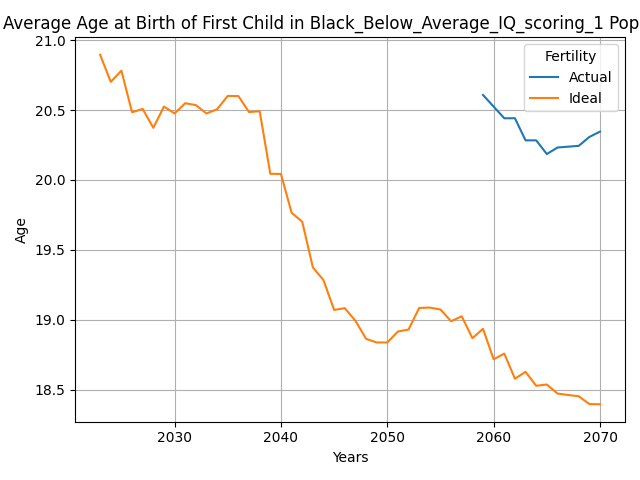 Average Age at Birth of First Child in Black_Below_Average_IQ_scoring_1 Pop
21.0
20.5
20.0
19.5
19.0
18.5
Age
Fertility
Actual
Ideal
2030 2040 2050 2060 2070
Years